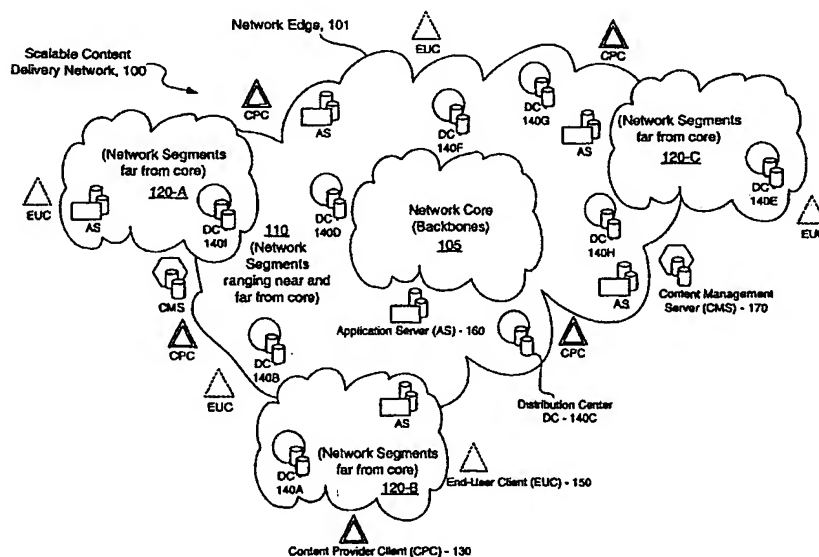 Network Edge, 101
EUC
CPC
Scalable Content
Delivery Network, 100
CPC
AS
DC
140F
DC
140G
AS
(Network Segments
far from core)
120-A
(Network Segments
far from core)
120-C
EUC
AS
DC
140I
DC
140D
Network Core
(Backbones)
105
DC
140E
EUC
110
(Network
Segments
ranging near and
far from core)
DC
140H
CMS
AS
Content Management
Server (CMS) - 170
CPC
Application Server (AS) - 160
CPC
DC
140B
EUC
AS
Distribution Center
DC - 140C
(Network Segments
far from core)
120-B
DC
140A
End-User Client (EUC) - 150
Content Provider Client (CPC) - 130